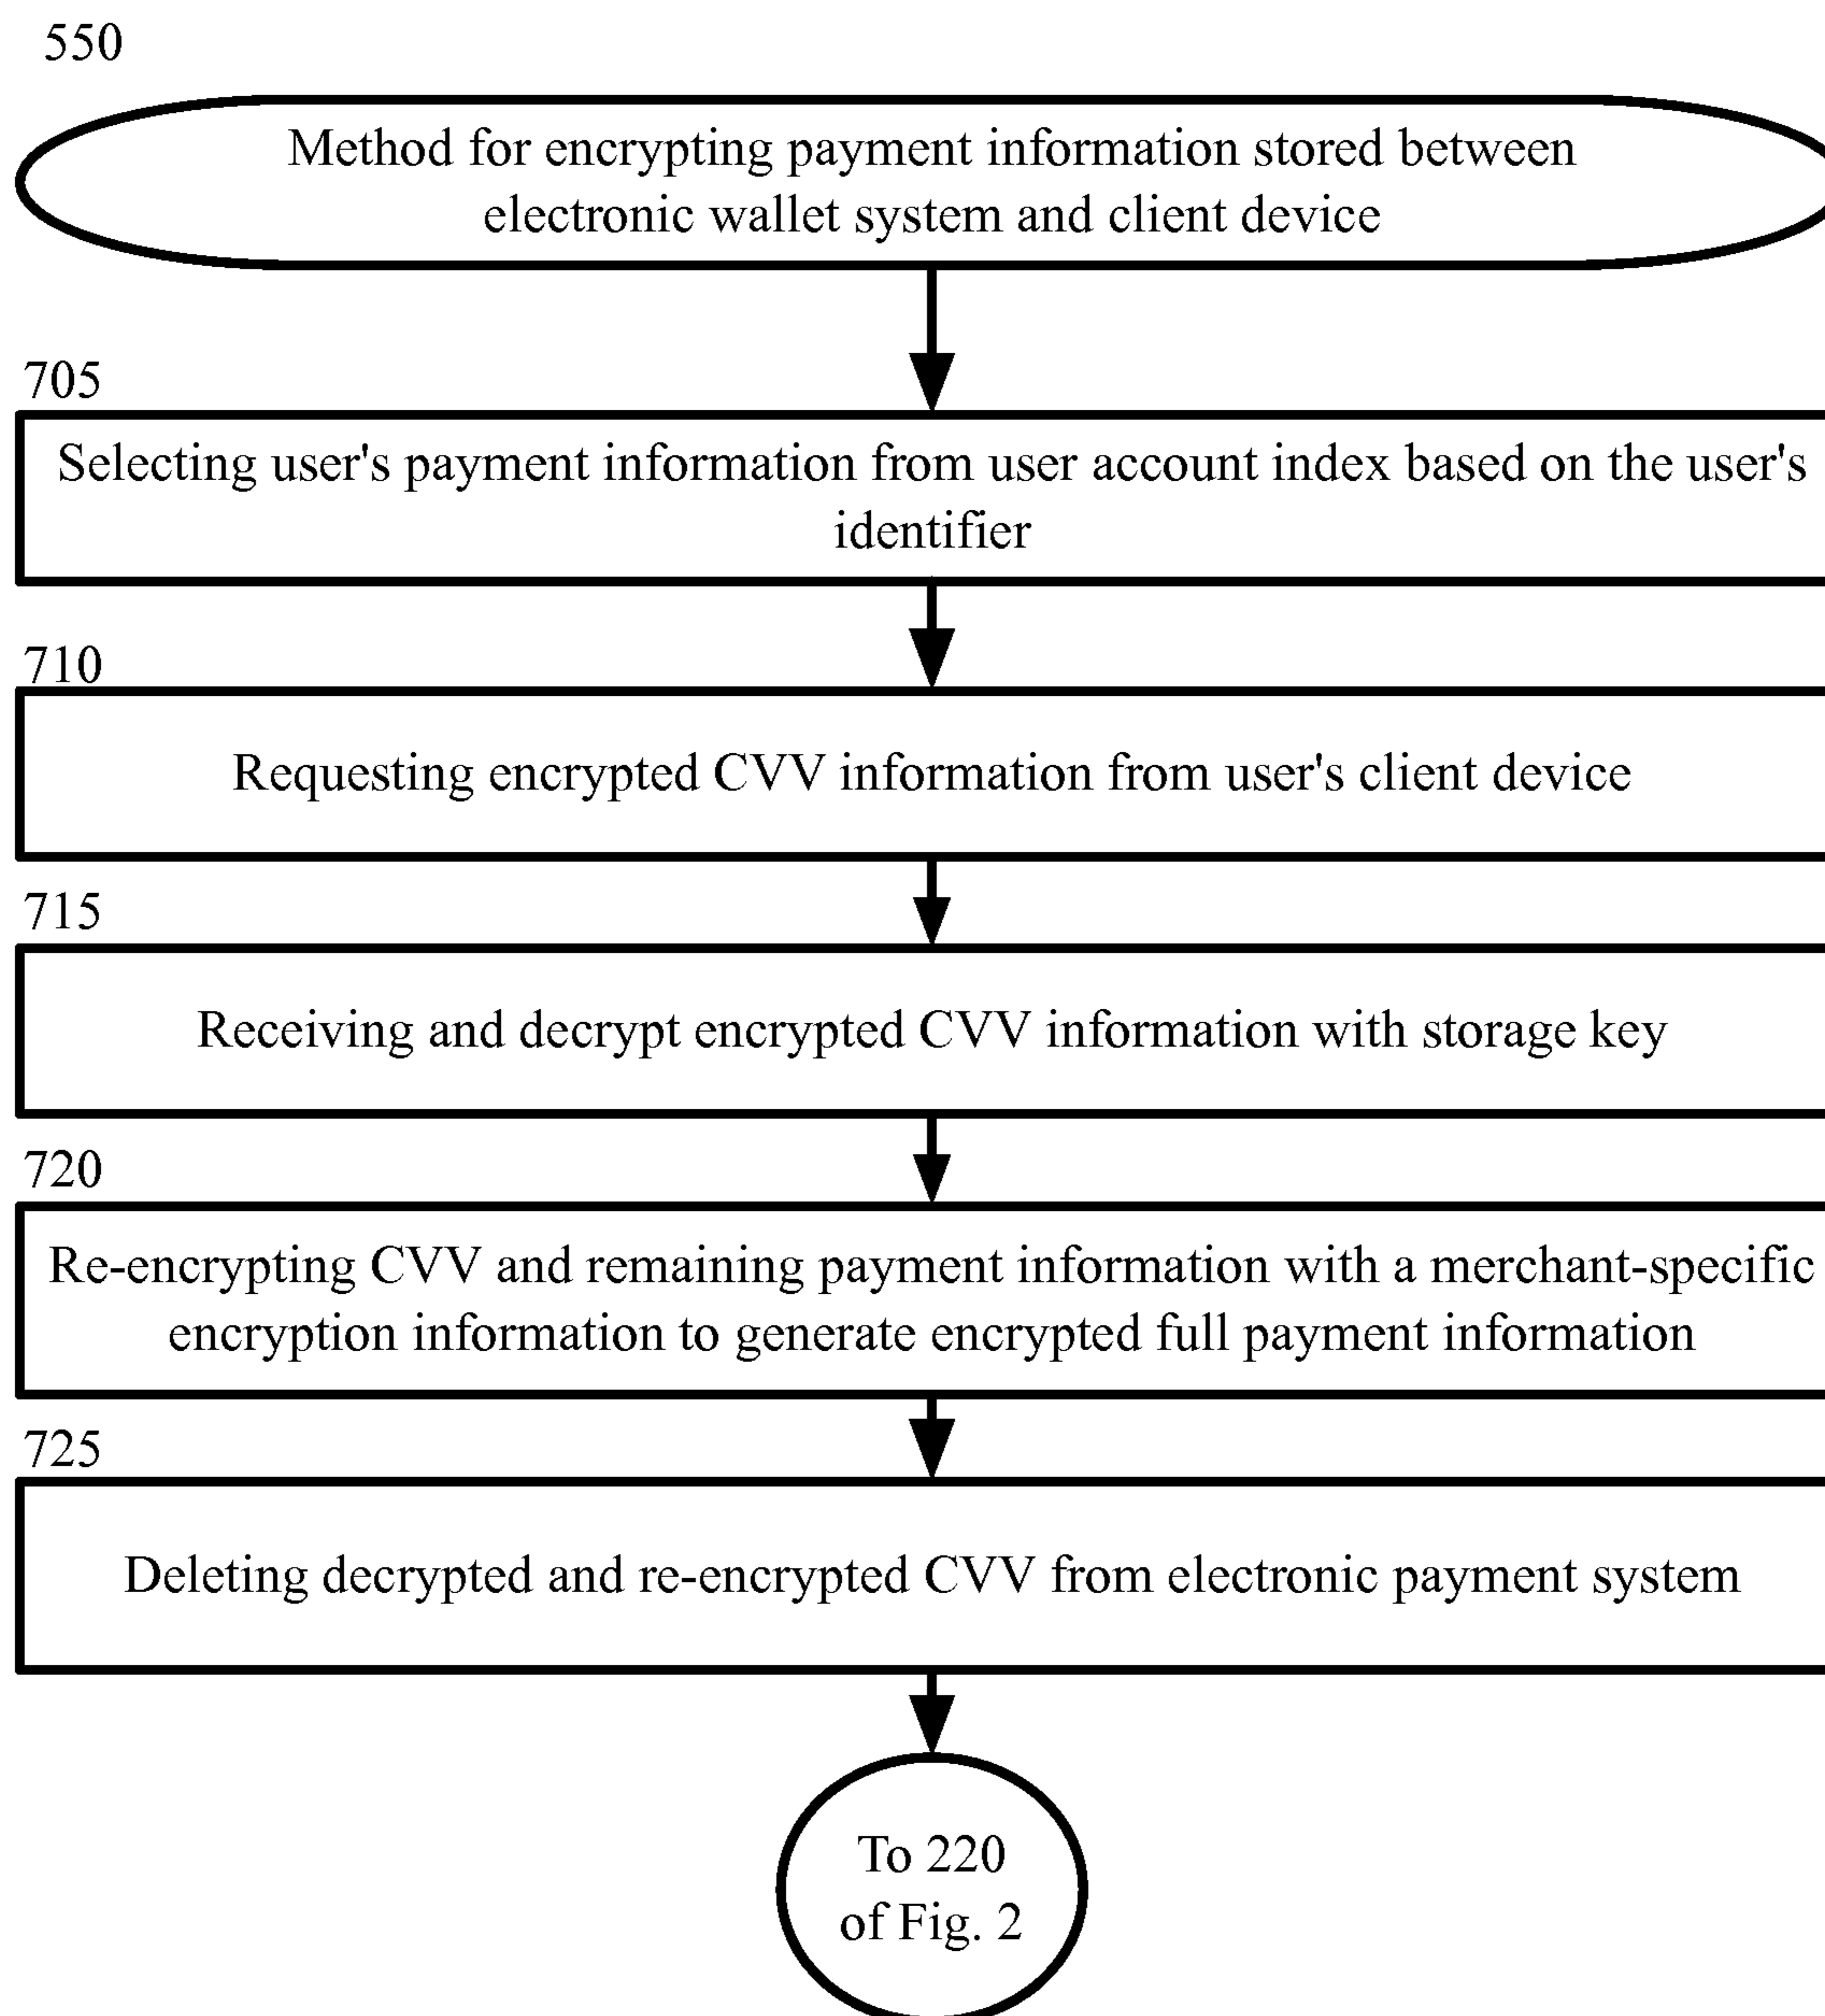 550
Method for encrypting payment information stored between
electronic wallet system and client device
705
Selecting user's payment information from user account index based on the user's
identifier
710
Requesting encrypted CVV information from user's client device
715
Receiving and decrypt encrypted CVV information with storage key
720
Re-encrypting CVV and remaining payment information with a merchant-specific
encryption information to generate encrypted full payment information
725
Deleting decrypted and re-encrypted CVV from electronic payment system
To 220
of Fig. 2